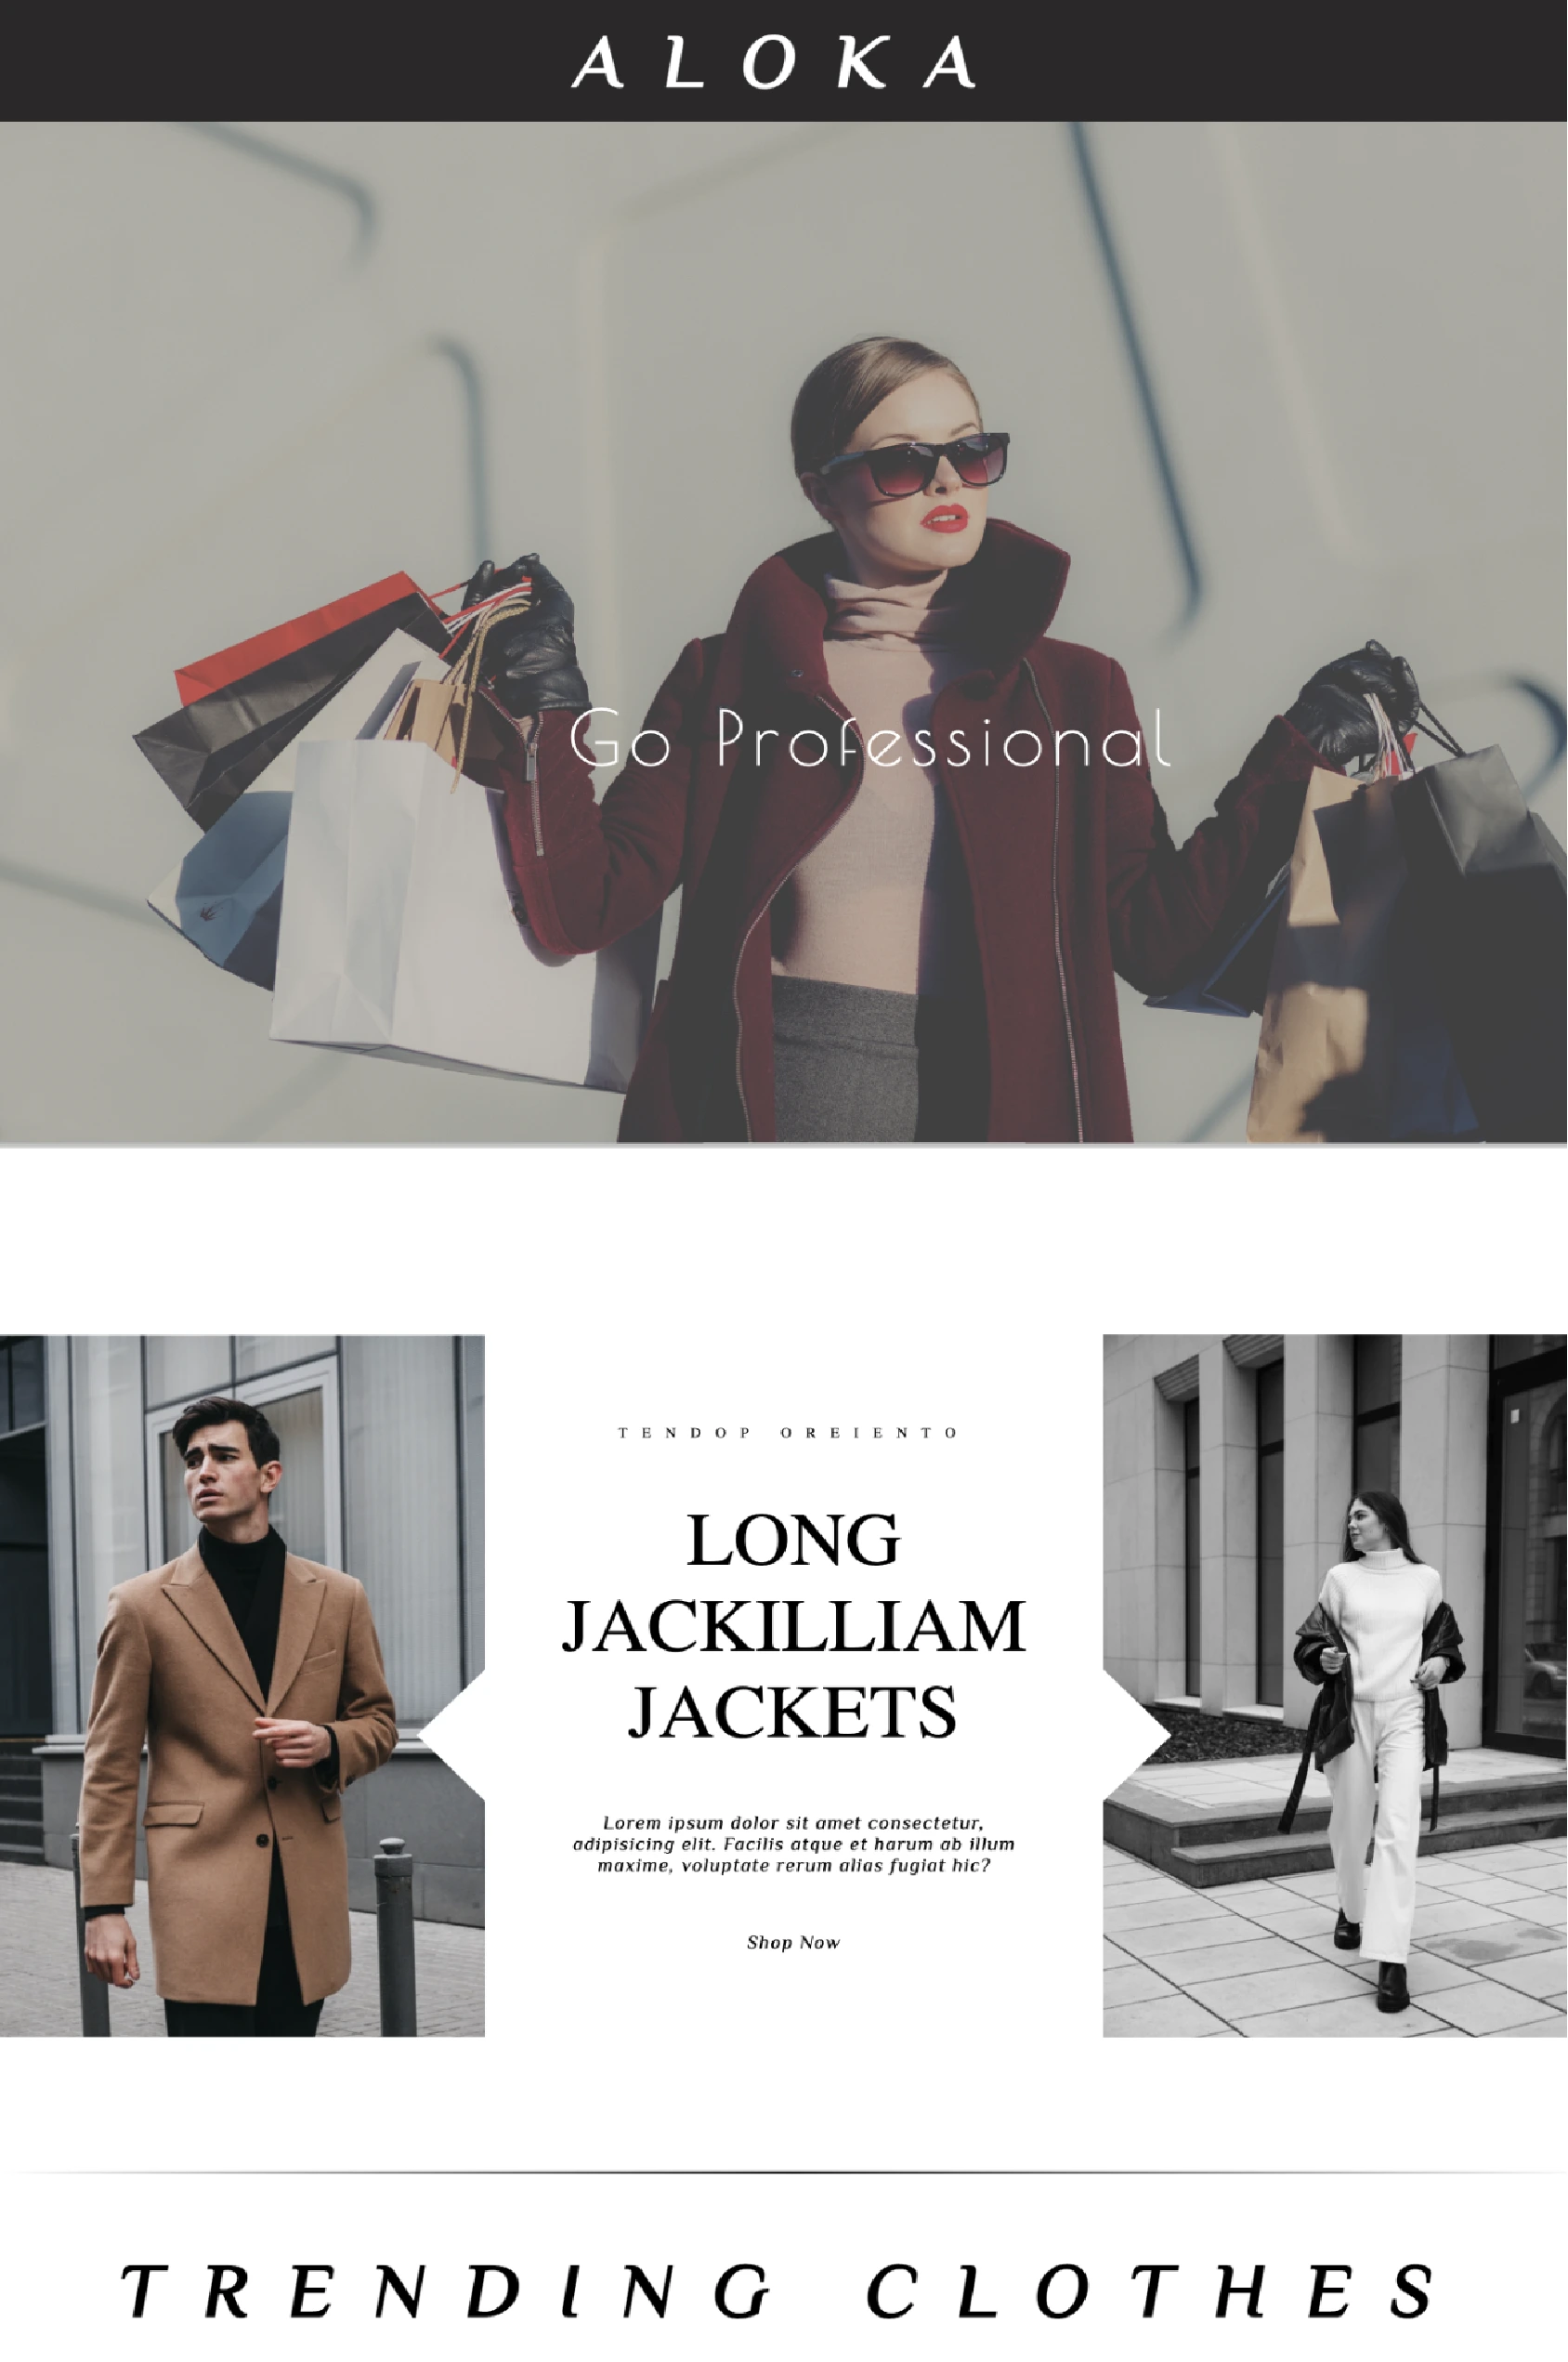 ALOKA
Go Professional
TENDOP OREIENTO
LONG
JACKILLIAM
JACKETS
Lorem ipsum dolor sit amet consectetur,
adipisicing elit. Facilis atque et harum ab illum
maxime, voluptate rerum alias fugiat hic?
Shop Now
TRENDING CLOTHES